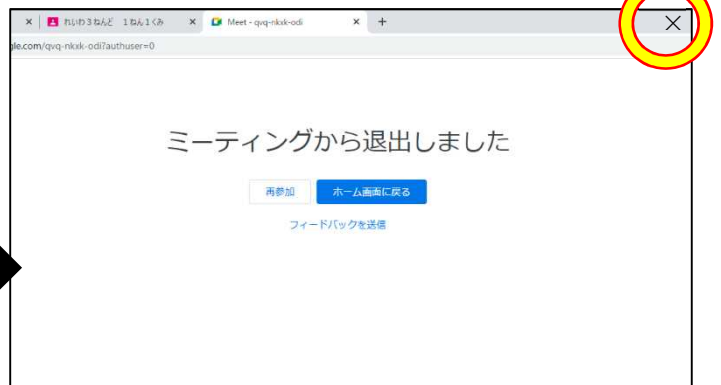 れいわ3ねんど 1ねん1くみ
Meet - qvq-nkxk-odi
gle.com/qvq-nkxk-odi?authuser=0
ミーティングから退出しました
再参加
ホーム画面に戻る
フィードバックを送信